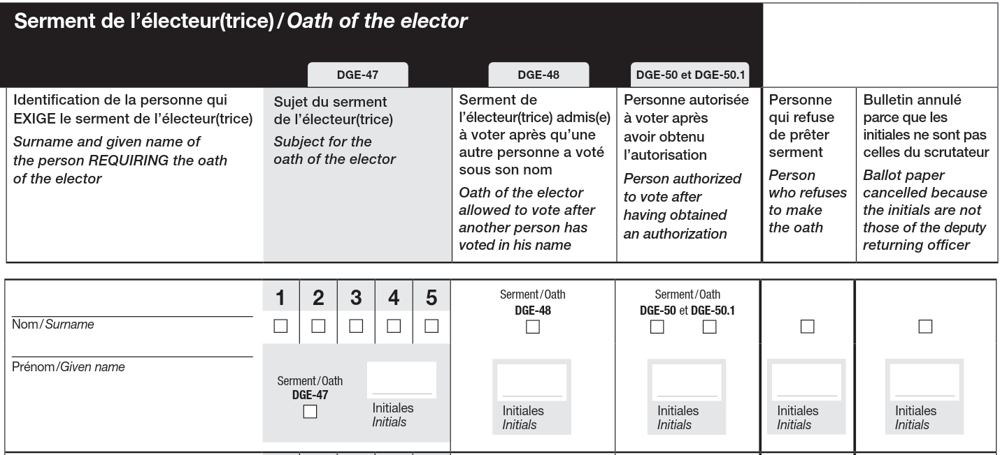 Serment de l'électeur(trice) / Oath of the elector
DGE-47
DGE-48
DGE-50 et DGE-50.1
Identification de la personne qui
EXIGE le serment de l'électeur(trice)
Surname and given name of
the person REQUIRING the oath
of the elector
Sujet du serment
de l'électeur(trice)
Subject for the
oath of the elector
Serment de
l'électeur(trice) admis(e)
à voter après qu'une
autre personne a voté
sous son nom
Oath of the elector
allowed to vote after
another person has
voted in his name
Personne autorisée
à voter après
avoir obtenu
l'autorisation
Person authorized
to vote after
having obtained
an authorization
Personne
qui refuse
de prêter
serment
Person
who refuses
to make
the oath
Bulletin annulé
parce que les
initiales ne sont pas
celles du scrutateur
Ballot paper
cancelled because
the initials are not
those of the deputy
returning officer
Nom / Surname
Prénom/Given name
1 2 3 4 5
Serment / Oath
DGE-47
Initiales
Initials
Serment / Oath
DGE-48
Initiales
Initials
Serment / Oath
DGE-50 et DGE-50.1
Initiales
Initials
Initiales
Initials
Initiales
Initials